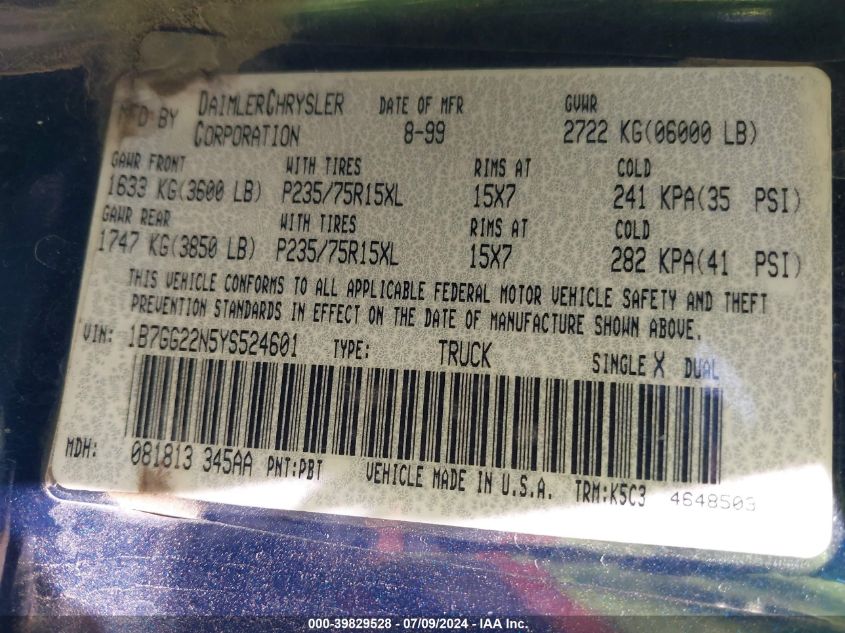 MFD BY DAIMLERCHRYSLER CORPORATION DATE OF MFR 8-99 GVWR 2722 KG(06000 LB)
GAWR FRONT WITH TIRES RIMS AT COLD
1633 KG(3600 LB) P235/75R15XL 15X7 241 KPA(35 PSI)
GAWR REAR WITH TIRES RIMS AT COLD
1747 KG(3850 LB) P235/75R15XL 15X7 282 KPA(41 PSI)
THIS VEHICLE CONFORMS TO ALL APPLICABLE FEDERAL MOTOR VEHICLE SAFETY AND THEFT
PREVENTION STANDARDS IN EFFECT ON THE DATE OF MANUFACTURE SHOWN ABOVE.
VIN: 1B7GG22N5YS524601 TYPE: TRUCK SINGLE X DUAL
MDH: 081813 345AA PNT:PBT VEHICLE MADE IN U.S.A. TRM:K5C3 4648503
000-39829528 - 07/09/2024 - IAA Inc.